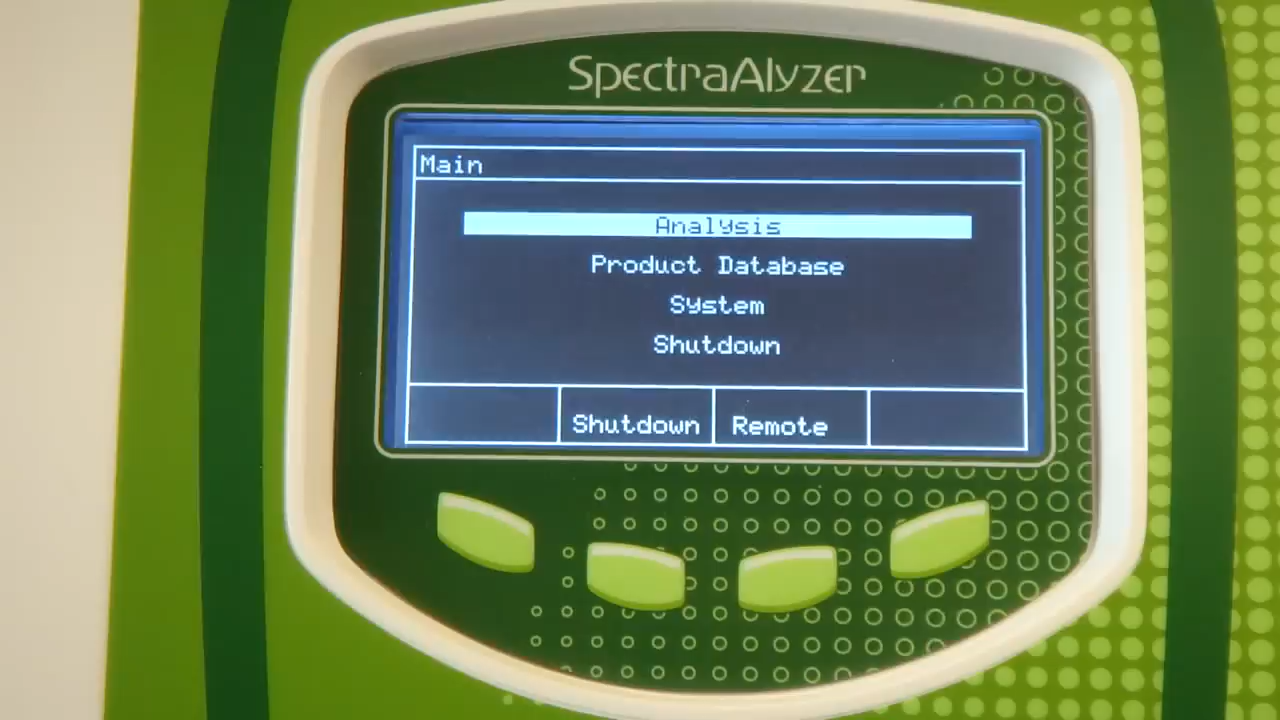 SpectraAlyzer
Main
Analysis
Product Database
System
Shutdown
Shutdown Remote